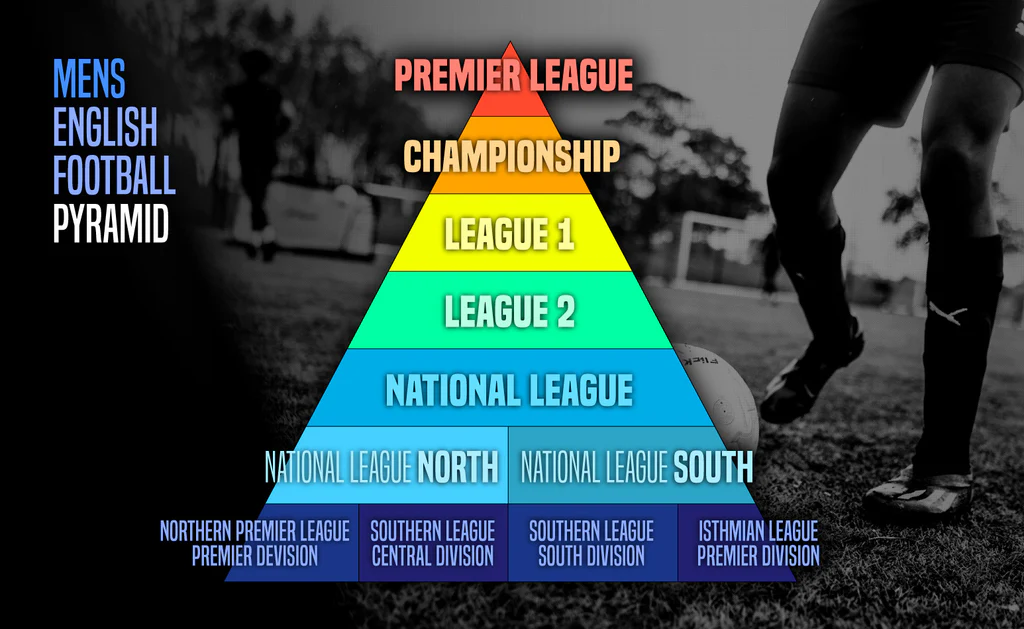 MENS
ENGLISH
FOOTBALL
PYRAMID
PREMIER LEAGUE
CHAMPIONSHIP
LEAGUE 1
LEAGUE 2
NATIONAL LEAGUE
NATIONAL LEAGUE NORTH
NATIONAL LEAGUE SOUTH
NORTHERN PREMIER LEAGUE
PREMIER DEVISION
SOUTHERN LEAGUE
CENTRAL DIVISION
SOUTHERN LEAGUE
SOUTH DIVISION
ISTHMIAN LEAGUE
PREMIER DIVISION
Flick